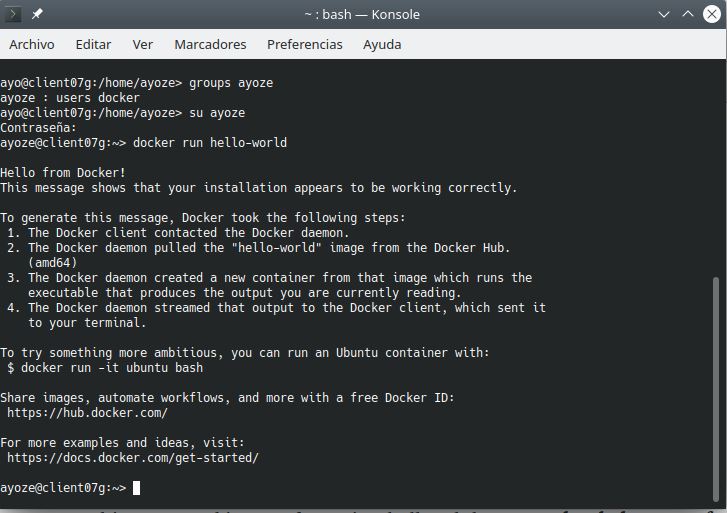 ~ : bash — Konsole
Archivo Editar Ver Marcadores Preferencias Ayuda
ayo@client07g:/home/ayoze> groups ayoze
ayoze : users docker
ayo@client07g:/home/ayoze> su ayoze
Contraseña:
ayoze@client07g:~> docker run hello-world
Hello from Docker!
This message shows that your installation appears to be working correctly.
To generate this message, Docker took the following steps:
1. The Docker client contacted the Docker daemon.
2. The Docker daemon pulled the "hello-world" image from the Docker Hub.
(amd64)
3. The Docker daemon created a new container from that image which runs the
executable that produces the output you are currently reading.
4. The Docker daemon streamed that output to the Docker client, which sent it
to your terminal.
To try something more ambitious, you can run an Ubuntu container with:
$ docker run -it ubuntu bash
Share images, automate workflows, and more with a free Docker ID:
https://hub.docker.com/
For more examples and ideas, visit:
https://docs.docker.com/get-started/
ayoze@client07g:~>